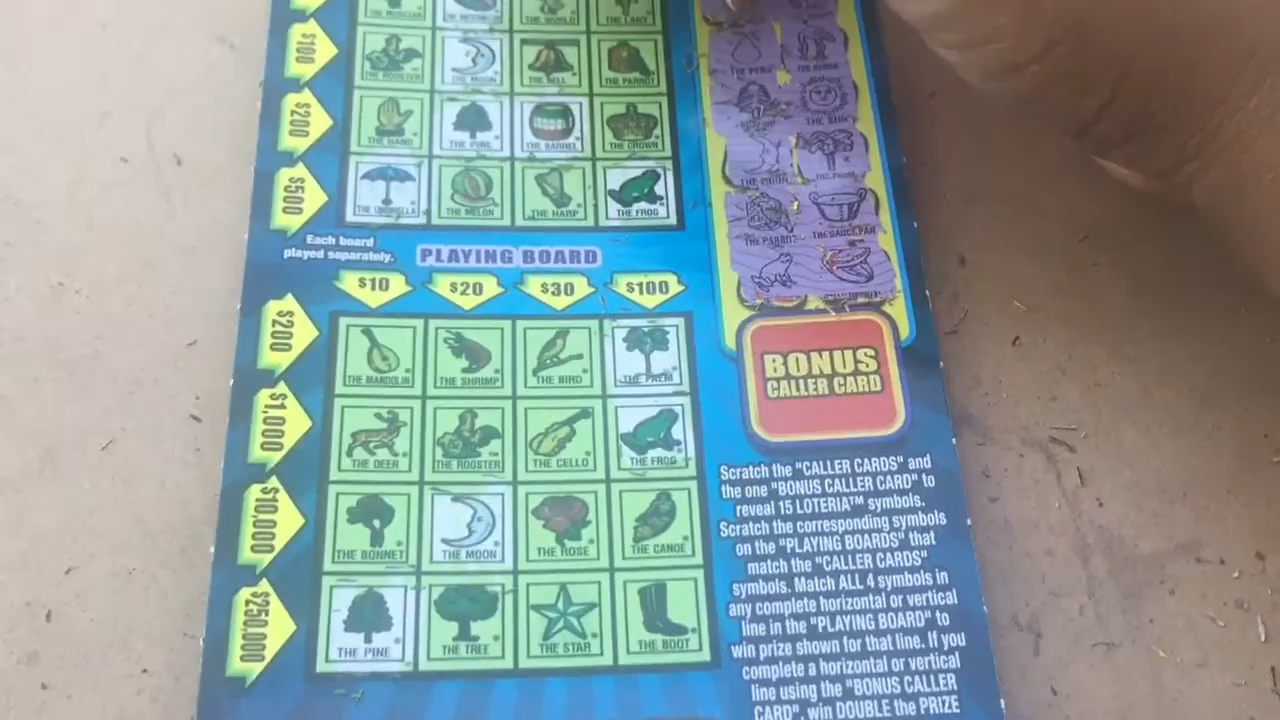 $100
THE ROOSTER
THE MOON
THE BELL
THE PARROT
$200
THE HAND
THE PINE
THE BARREL
THE CROWN
$500
THE UMBRELLA
THE MELON
THE HARP
THE FROG
Each board
played separately.
PLAYING BOARD
$10
$20
$30
$100
$200
THE MANDOLIN
THE SHRIMP
THE BIRD
THE PALM
$1,000
THE DEER
THE ROOSTER
THE CELLO
THE FROG
$10,000
THE BONNET
THE MOON
THE ROSE
THE CANOE
$250,000
THE PINE
THE TREE
THE STAR
THE BOOT
THE PEAR
THE PARROT
THE SAUCEPAN
BONUS
CALLER CARD
Scratch the "CALLER CARDS" and
the one "BONUS CALLER CARD" to
reveal 15 LOTERIA™ symbols.
Scratch the corresponding symbols
on the "PLAYING BOARDS" that
match the "CALLER CARDS"
symbols. Match ALL 4 symbols in
any complete horizontal or vertical
line in the "PLAYING BOARD" to
win prize shown for that line. If you
complete a horizontal or vertical
line using the "BONUS CALLER
CARD", win DOUBLE the PRIZE